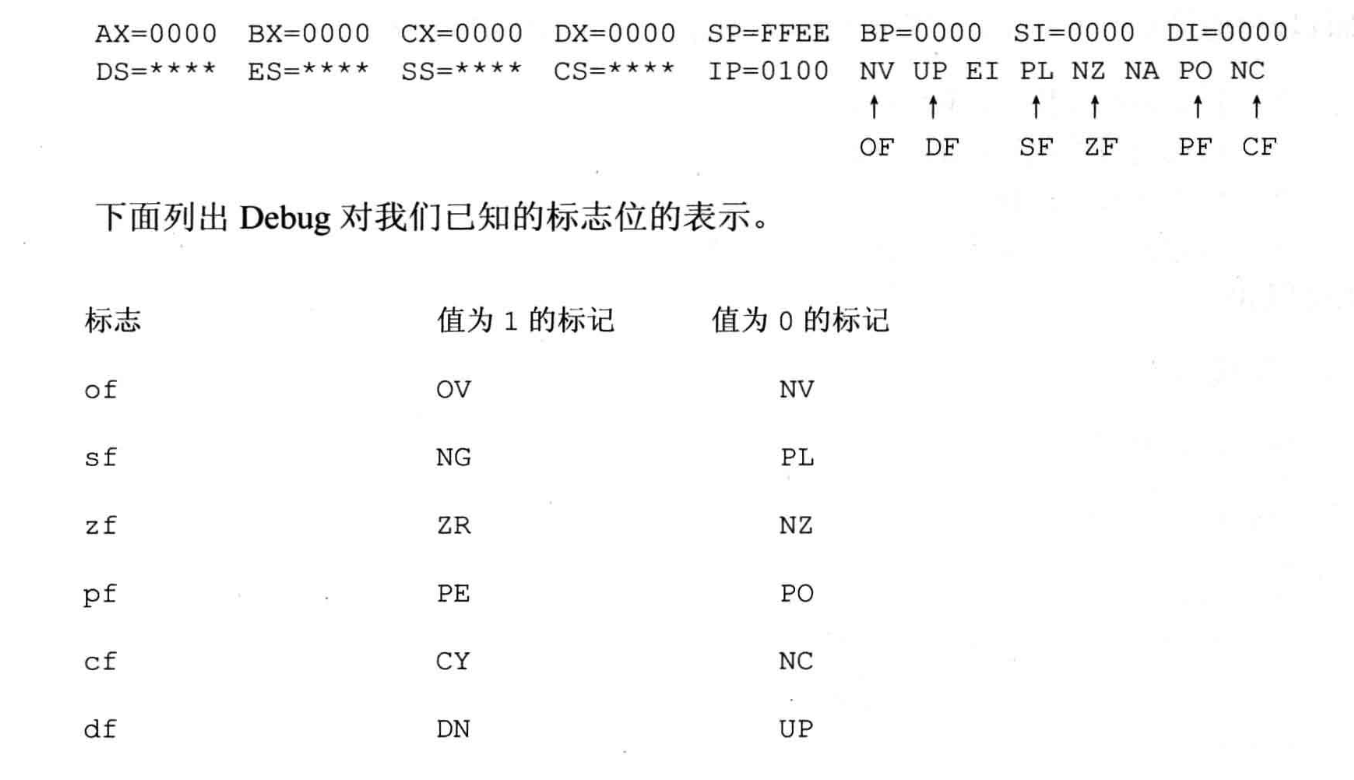 AX=0000 BX=0000 CX=0000 DX=0000 SP=FFEE BP=0000 SI=0000 DI=0000
DS=**** ES=**** SS=**** CS=**** IP=0100 NV UP EI PL NZ NA PO NC
↑ ↑ ↑ ↑ ↑ ↑
OF DF SF ZF PF CF
下面列出 Debug 对我们已知的标志位的表示。
标志 值为 1 的标记 值为 0 的标记
of OV NV
sf NG PL
zf ZR NZ
pf PE PO
cf CY NC
df DN UP